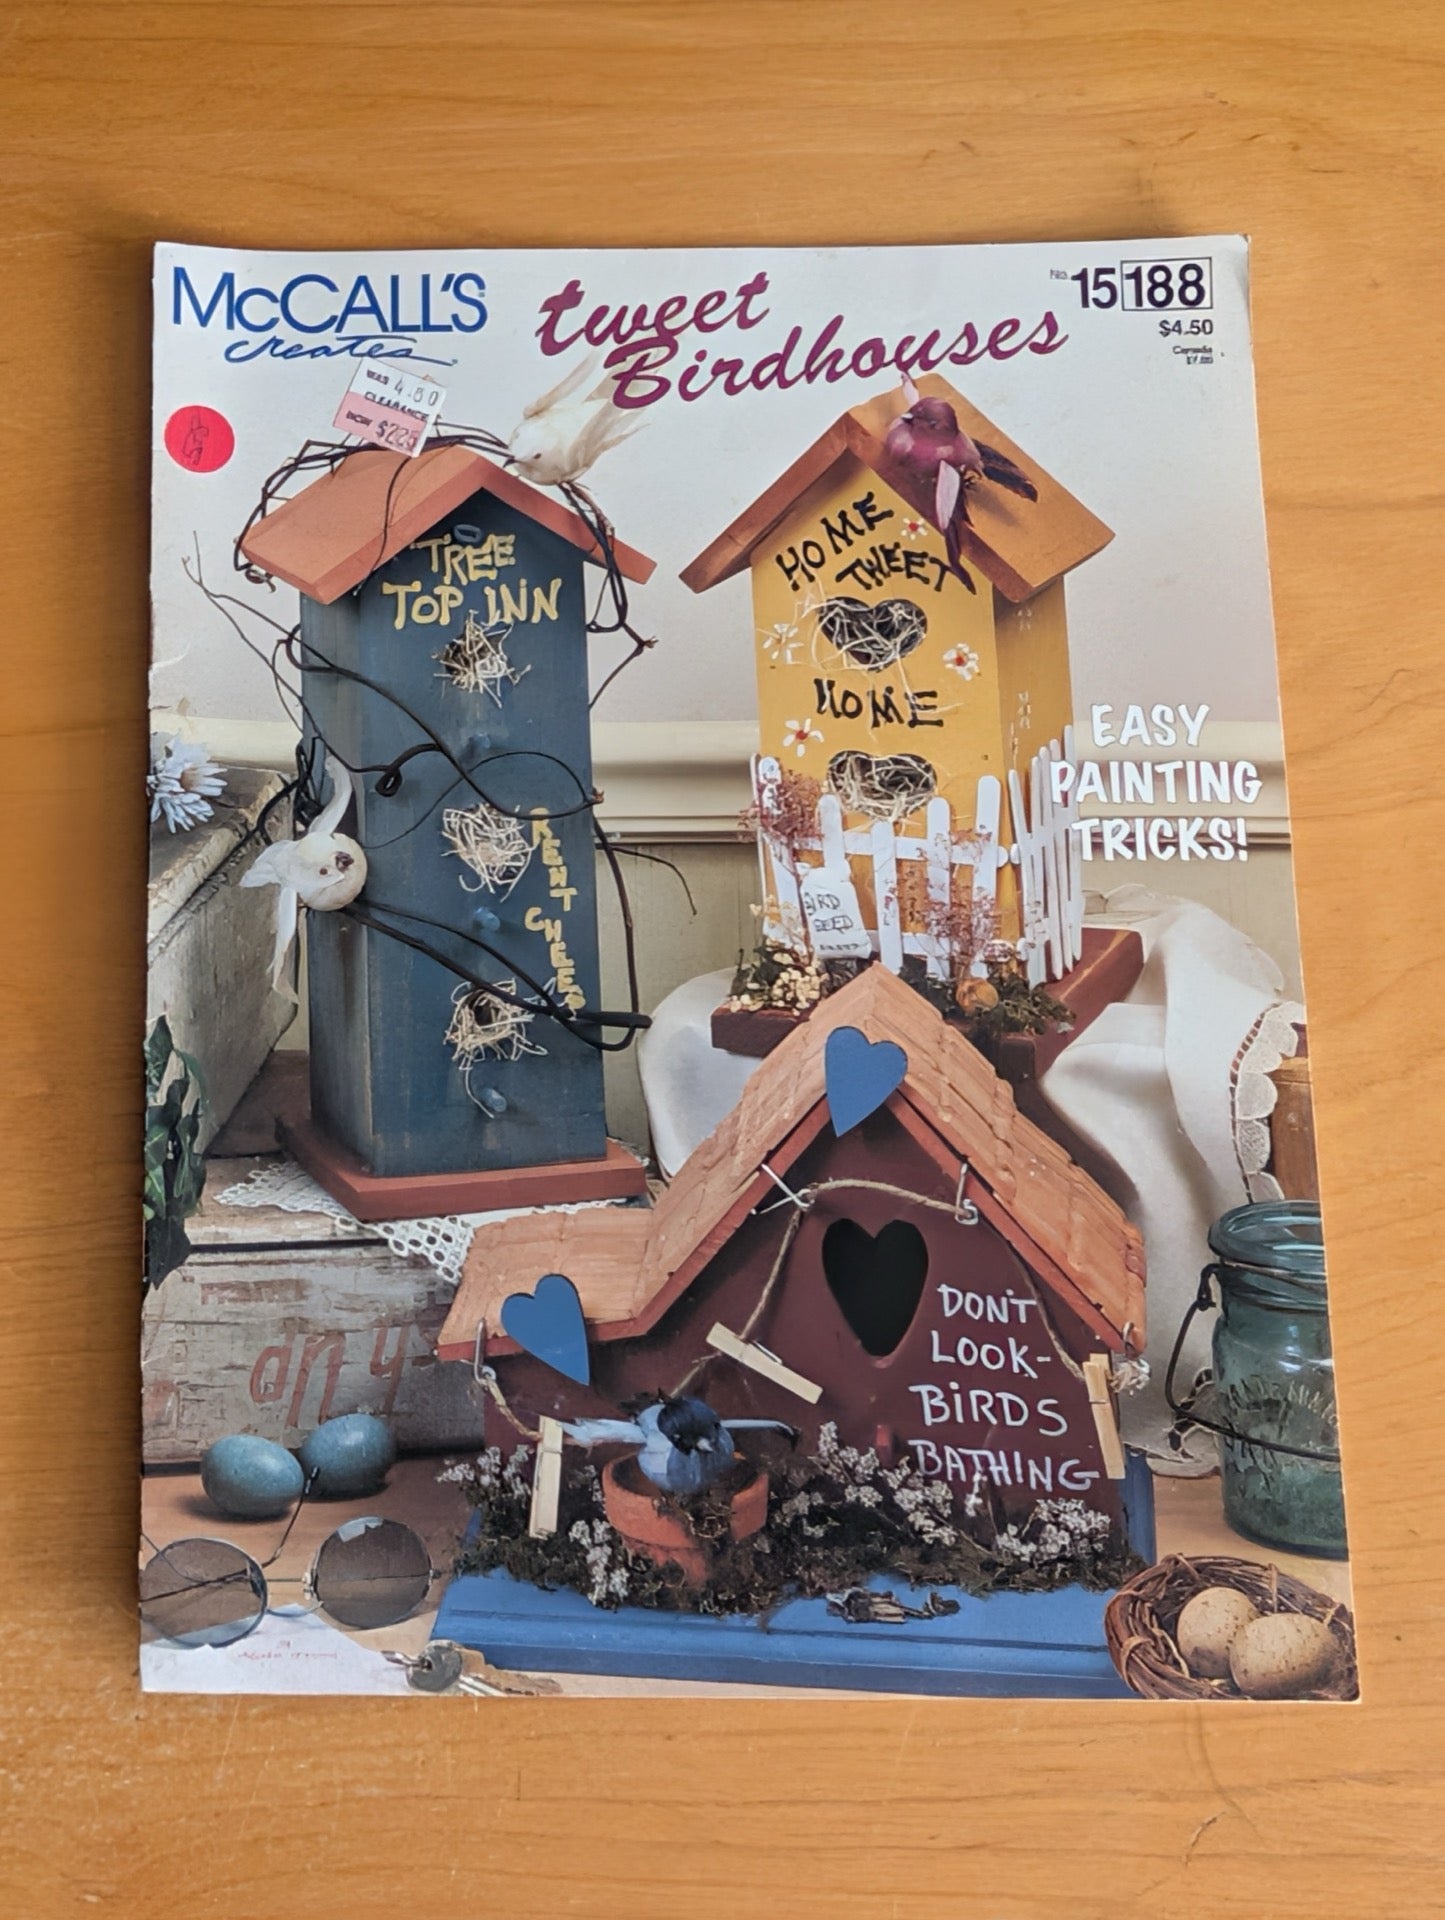 McCALL'S
creates
tweet
Birdhouses
No. 15188
$4.50
Canada
WAS 4.80
CLEARANCE
NOW $2.25
TREE
TOP INN
RENT CHEEP
HOME
TWEET
HOME
BIRD
SEED
EASY
PAINTING
TRICKS!
DON'T
LOOK-
BiRDS
BATHING